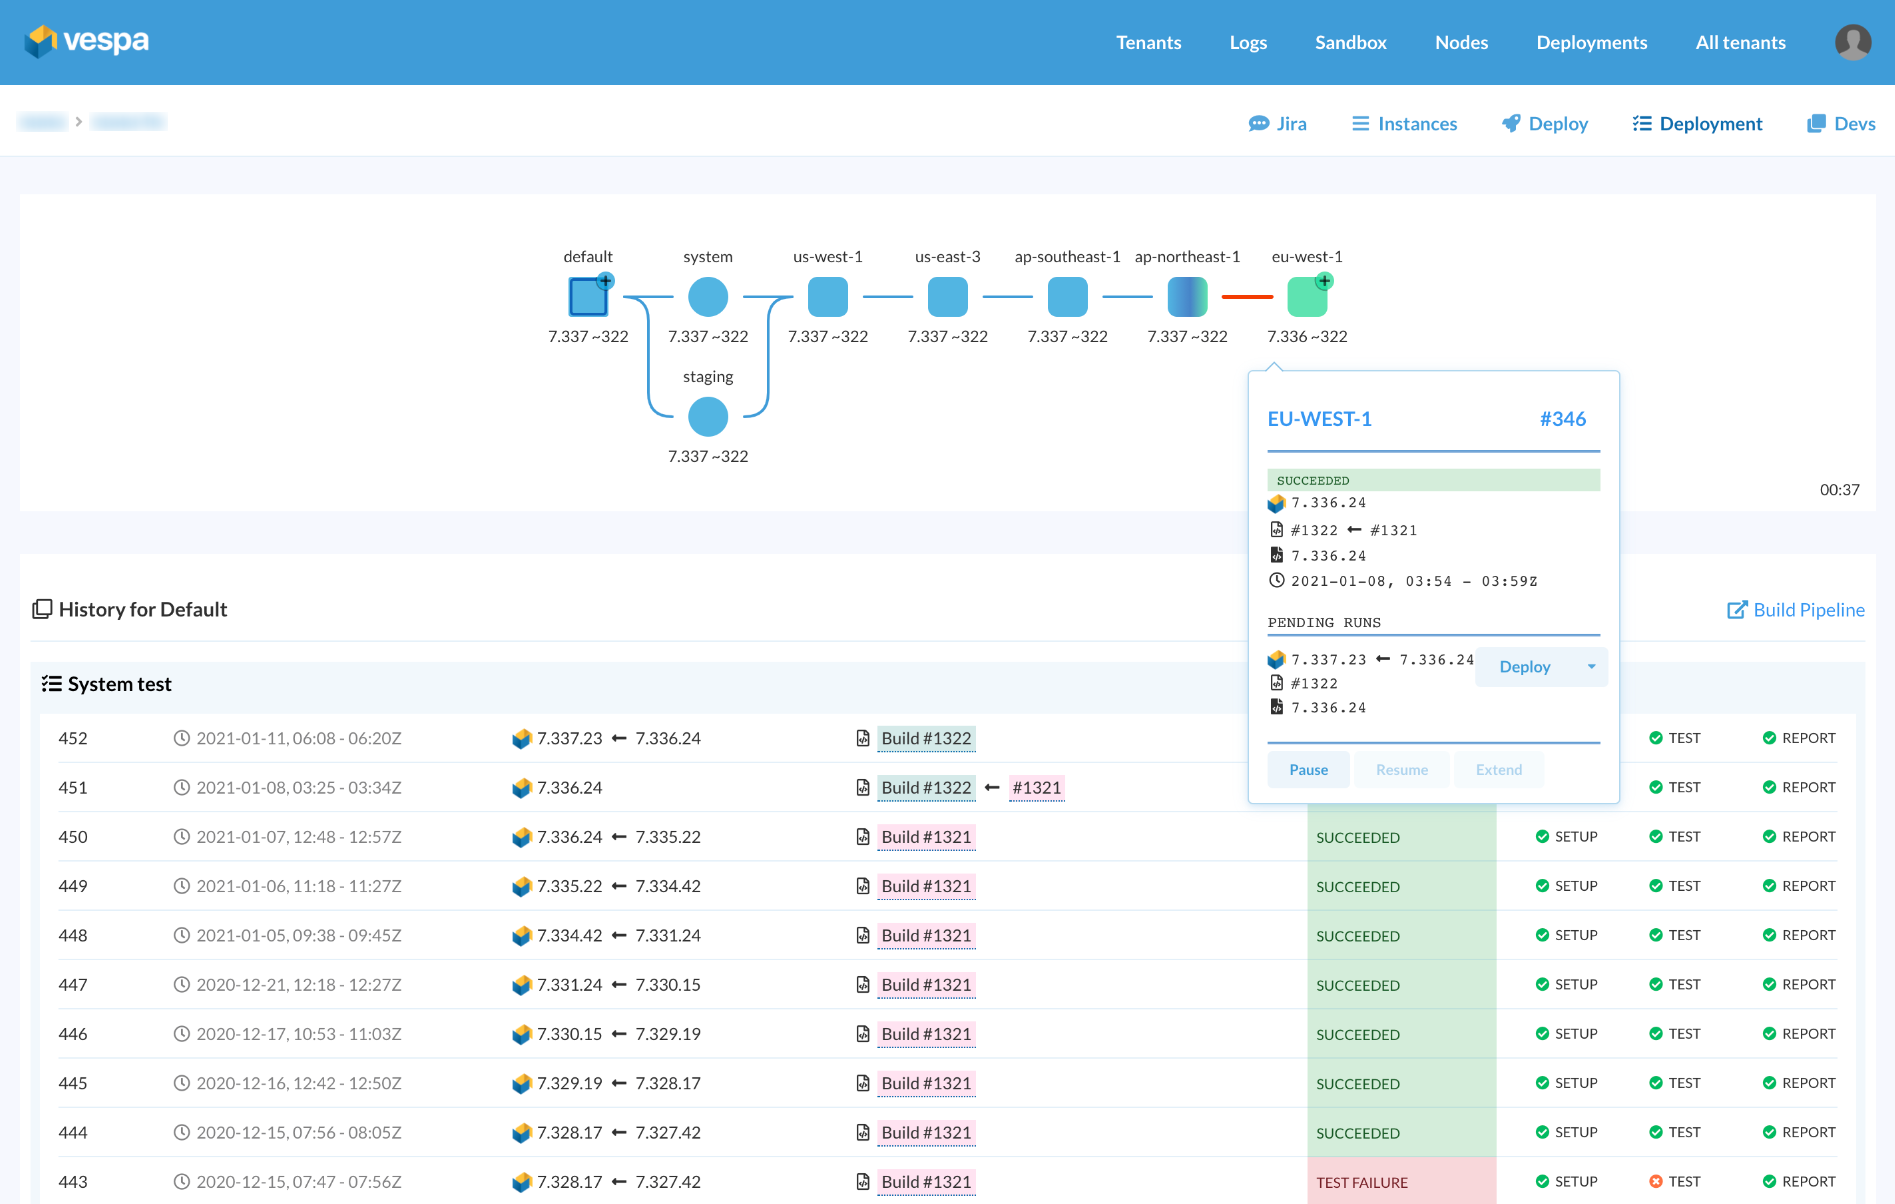 vespa
Tenants Logs Sandbox Nodes Deployments All tenants
Jira Instances Deploy Deployment Devs
default system us-west-1 us-east-3 ap-southeast-1 ap-northeast-1 eu-west-1
7.337 ~322 7.337 ~322 7.337 ~322 7.337 ~322 7.337 ~322 7.337 ~322 7.336 ~322
staging
7.337 ~322
EU-WEST-1 #346
SUCCEEDED
7.336.24
#1322 ← #1321
7.336.24
2021-01-08, 03:54 - 03:59Z
PENDING RUNS
7.337.23 ← 7.336.24 Deploy
#1322
7.336.24
Pause Resume Extend
00:37
History for Default Build Pipeline
System test
452 2021-01-11, 06:08 - 06:20Z 7.337.23 ← 7.336.24 Build #1322 TEST REPORT
451 2021-01-08, 03:25 - 03:34Z 7.336.24 Build #1322 ← #1321 TEST REPORT
450 2021-01-07, 12:48 - 12:57Z 7.336.24 ← 7.335.22 Build #1321 SUCCEEDED SETUP TEST REPORT
449 2021-01-06, 11:18 - 11:27Z 7.335.22 ← 7.334.42 Build #1321 SUCCEEDED SETUP TEST REPORT
448 2021-01-05, 09:38 - 09:45Z 7.334.42 ← 7.331.24 Build #1321 SUCCEEDED SETUP TEST REPORT
447 2020-12-21, 12:18 - 12:27Z 7.331.24 ← 7.330.15 Build #1321 SUCCEEDED SETUP TEST REPORT
446 2020-12-17, 10:53 - 11:03Z 7.330.15 ← 7.329.19 Build #1321 SUCCEEDED SETUP TEST REPORT
445 2020-12-16, 12:42 - 12:50Z 7.329.19 ← 7.328.17 Build #1321 SUCCEEDED SETUP TEST REPORT
444 2020-12-15, 07:56 - 08:05Z 7.328.17 ← 7.327.42 Build #1321 SUCCEEDED SETUP TEST REPORT
443 2020-12-15, 07:47 - 07:56Z 7.328.17 ← 7.327.42 Build #1321 TEST FAILURE SETUP TEST REPORT